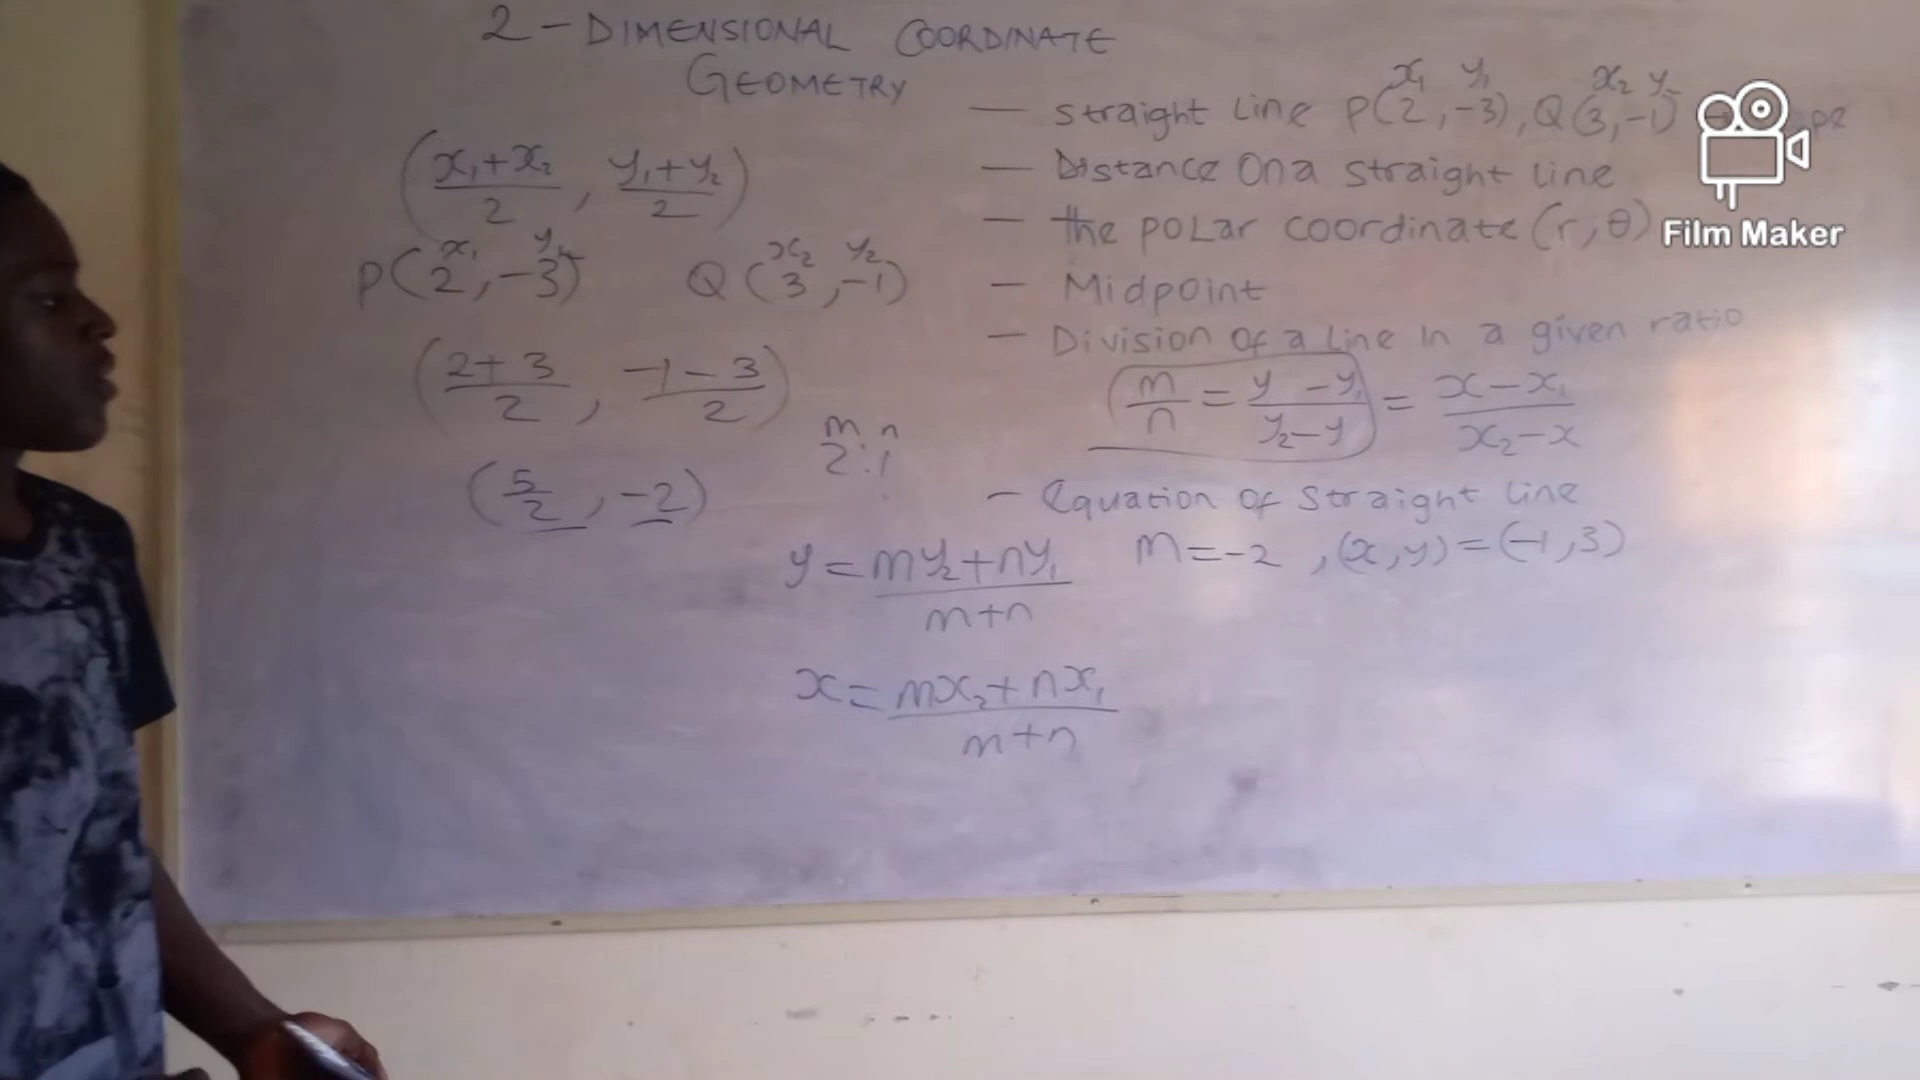 2 - DIMENSIONAL COORDINATE
GEOMETRY
(x₁+x₂/2, y₁+y₂/2)
x₁ y₁ x₂ y₂
P(2, -3) Q(3, -1)
(2+3/2, -1-3/2)
(5/2, -2)
m n
2:1
y = my₂+ny₁/m+n
x = mx₂+nx₁/m+n
x₁ y₁ x₂ y₂
— straight line P(2, -3), Q(3, -1)
— Distance On a straight line
— the polar coordinate (r, θ)
— Midpoint
— Division of a Line In a given ratio
m/n = y-y₁/y₂-y = x-x₁/x₂-x
- Equation of straight line
m=-2, (x,y)=(-1,3)
Film Maker